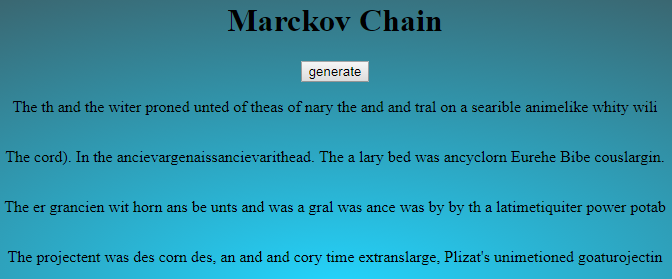 Marckov Chain
generate
The th and the witer proned unted of theas of nary the and and tral on a searible animelike whity wili
The cord). In the ancievargenaissancievarithead. The a lary bed was ancyclorn Eurehe Bibe couslargin.
The er grancien wit horn ans be unts and was a gral was ance was by by th a latimetiquiter power potab
The projectent was des corn des, an and and cory time extranslarge, Plizat's unimetioned goaturojectin